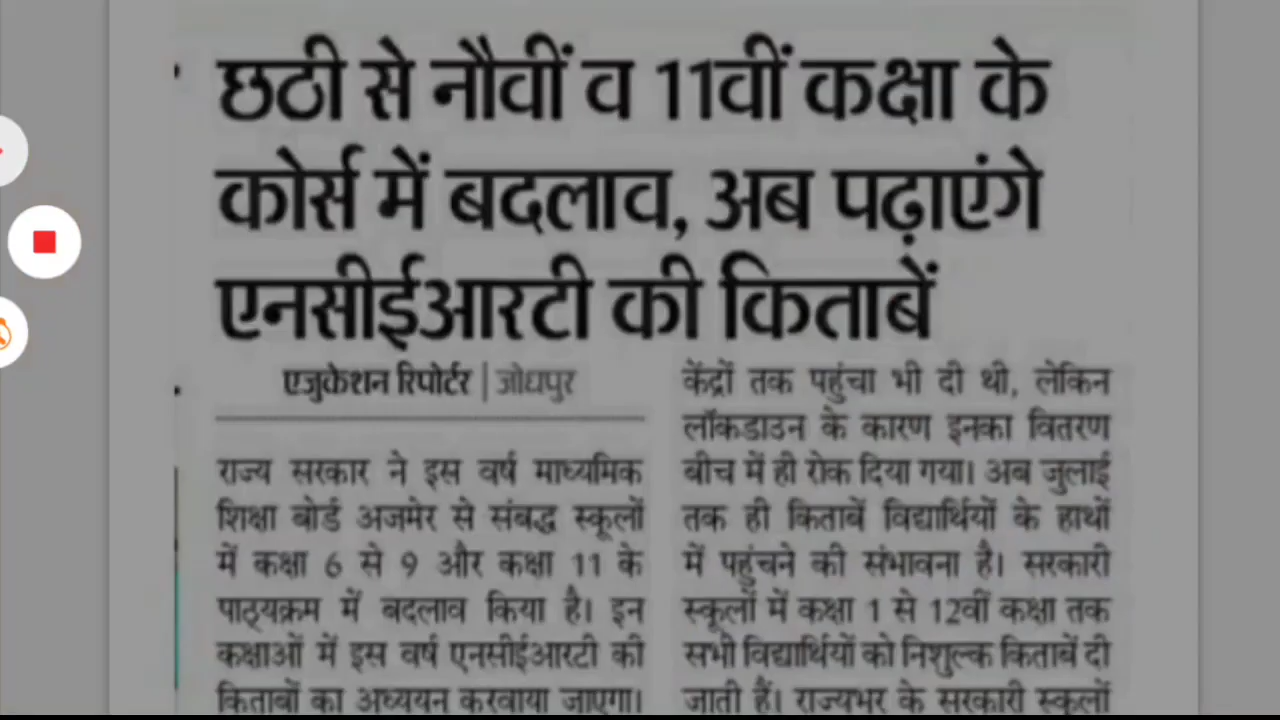 छठी से नौवीं व 11वीं कक्षा के
कोर्स में बदलाव, अब पढ़ाएंगे
एनसीईआरटी की किताबें
एजुकेशन रिपोर्टर | जोधपुर
राज्य सरकार ने इस वर्ष माध्यमिक
शिक्षा बोर्ड अजमेर से संबद्ध स्कूलों
में कक्षा 6 से 9 और कक्षा 11 के
पाठ्यक्रम में बदलाव किया है। इन
कक्षाओं में इस वर्ष एनसीईआरटी की
किताबों का अध्ययन करवाया जाएगा।
केंद्रों तक पहुंचा भी दी थी, लेकिन
लॉकडाउन के कारण इनका वितरण
बीच में ही रोक दिया गया। अब जुलाई
तक ही किताबें विद्यार्थियों के हाथों
में पहुंचने की संभावना है। सरकारी
स्कूलों में कक्षा 1 से 12वीं कक्षा तक
सभी विद्यार्थियों को निशुल्क किताबें दी
जाती हैं। राज्यभर के सरकारी स्कूलों